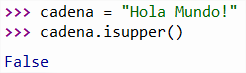 >>> cadena = "Hola Mundo!"
>>> cadena.isupper()
False